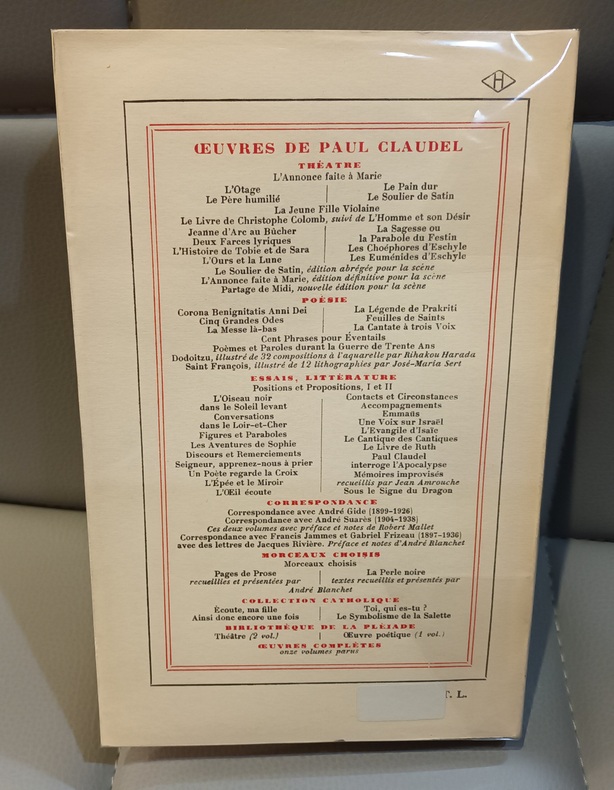 H
ŒUVRES DE PAUL CLAUDEL
THÉATRE
L'Annonce faite à Marie
L'Otage
Le Père humilié
Le Pain dur
Le Soulier de Satin
La Jeune Fille Violaine
Le Livre de Christophe Colomb, suivi de L'Homme et son Désir
Jeanne d'Arc au Bûcher
Deux Farces lyriques
L'Histoire de Tobie et de Sara
L'Ours et la Lune
La Sagesse ou
la Parabole du Festin
Les Choéphores d'Eschyle
Les Euménides d'Eschyle
Le Soulier de Satin, édition abrégée pour la scène
L'Annonce faite à Marie, édition définitive pour la scène
Partage de Midi, nouvelle édition pour la scène
POÉSIE
Corona Benignitatis Anni Dei
Cinq Grandes Odes
La Messe là-bas
La Légende de Prakriti
Feuilles de Saints
La Cantate à trois Voix
Cent Phrases pour Éventails
Poèmes et Paroles durant la Guerre de Trente Ans
Dodoitzu, illustré de 32 compositions à l'aquarelle par Rihakou Harada
Saint François, illustré de 12 lithographies par José-Maria Sert
ESSAIS, LITTÉRATURE
Positions et Propositions, I et II
L'Oiseau noir
dans le Soleil levant
Conversations
dans le Loir-et-Cher
Figures et Paraboles
Les Aventures de Sophie
Discours et Remerciements
Seigneur, apprenez-nous à prier
Un Poète regarde la Croix
L'Épée et le Miroir
L'Œil écoute
Contacts et Circonstances
Accompagnements
Emmaüs
Une Voix sur Israël
L'Evangile d'Isaïe
Le Cantique des Cantiques
Le Livre de Ruth
Paul Claudel
interroge l'Apocalypse
Mémoires improvisés
recueillis par Jean Amrouche
Sous le Signe du Dragon
CORRESPONDANCE
Correspondance avec André Gide (1899-1926)
Correspondance avec André Suarès (1904-1938)
Ces deux volumes avec préface et notes de Robert Mallet
Correspondance avec Francis Jammes et Gabriel Frizeau (1897-1936)
avec des lettres de Jacques Rivière. Préface et notes d'André Blanchet
MORCEAUX CHOISIS
Morceaux choisis
Pages de Prose
recueillies et présentées par
La Perle noire
textes recueillis et présentés par
André Blanchet
COLLECTION CATHOLIQUE
Écoute, ma fille
Ainsi donc encore une fois
Toi, qui es-tu ?
Le Symbolisme de la Salette
BIBLIOTHÈQUE DE LA PLÉIADE
Théâtre (2 vol.)
Œuvre poétique (1 vol.)
ŒUVRES COMPLÈTES
onze volumes parus
T. L.